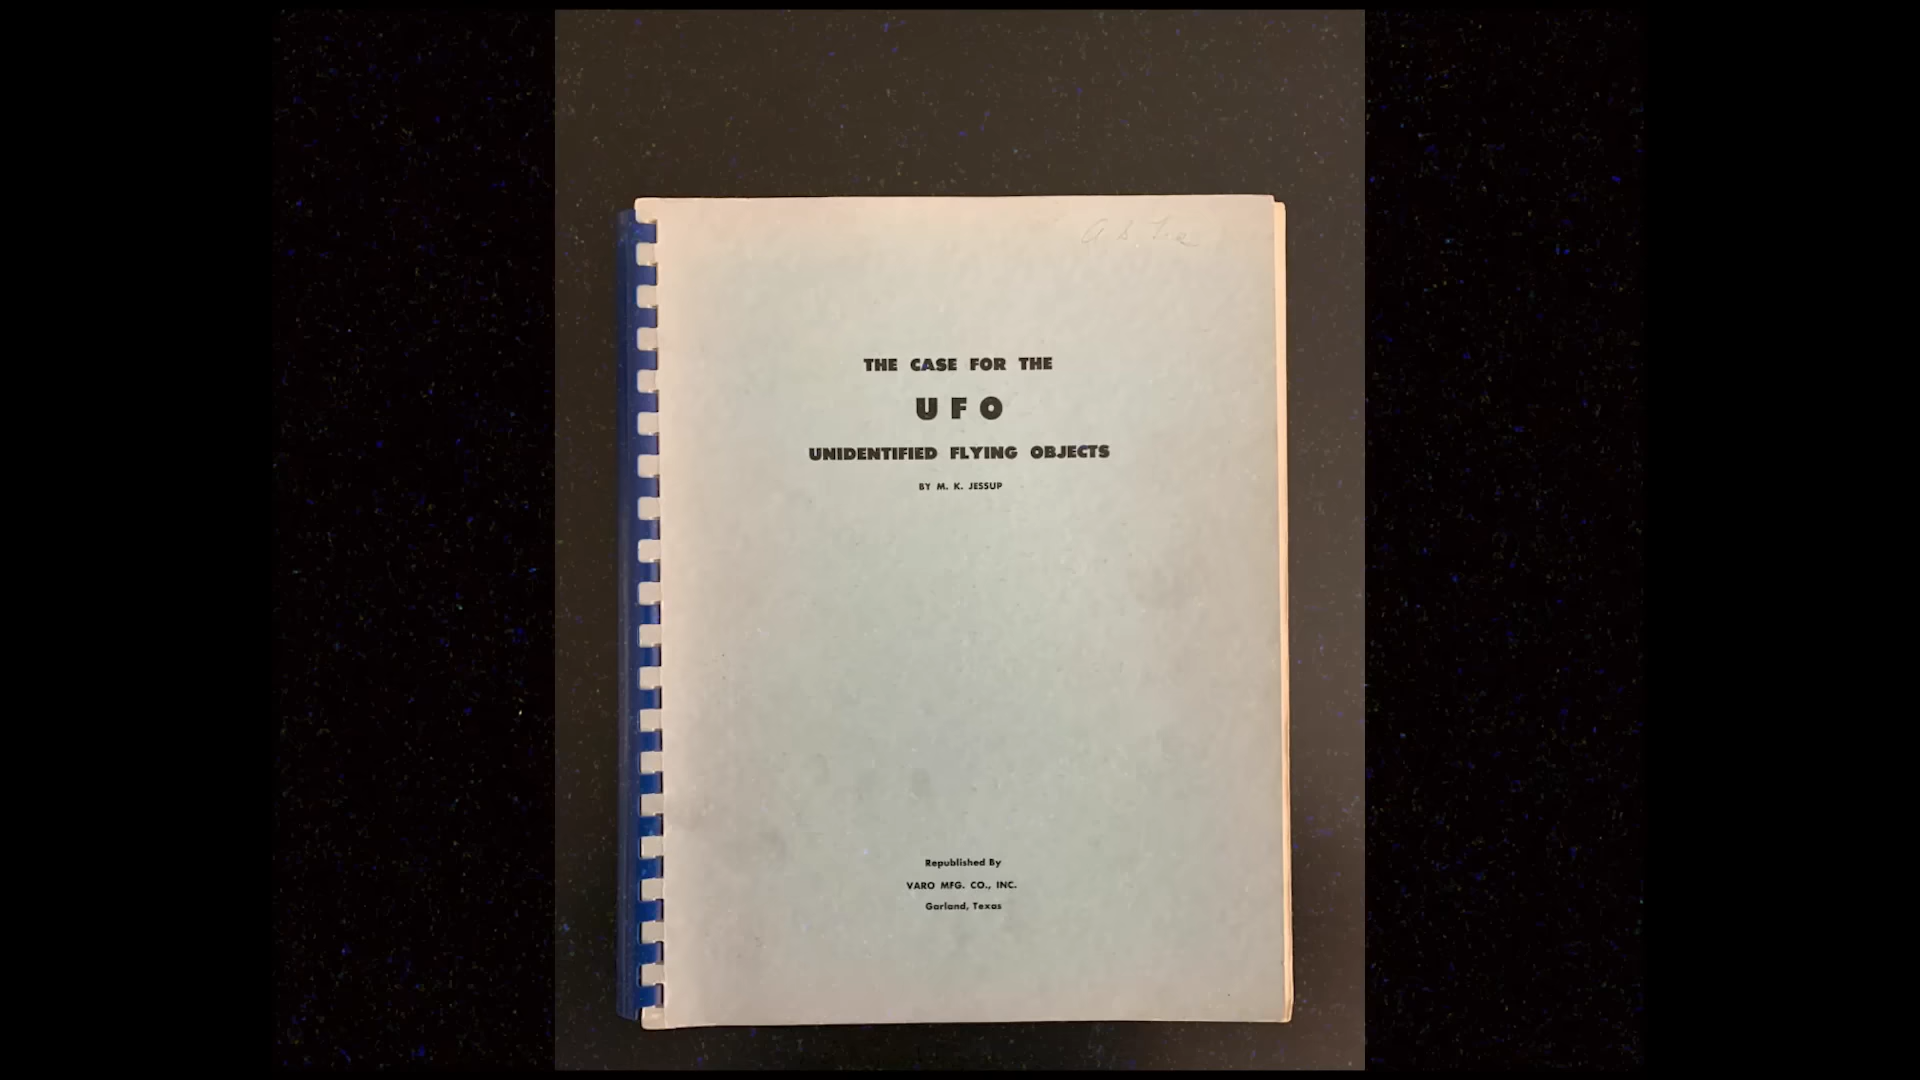 THE CASE FOR THE
UFO
UNIDENTIFIED FLYING OBJECTS
BY M. K. JESSUP
Republished By
VARO MFG. CO., INC.
Garland, Texas